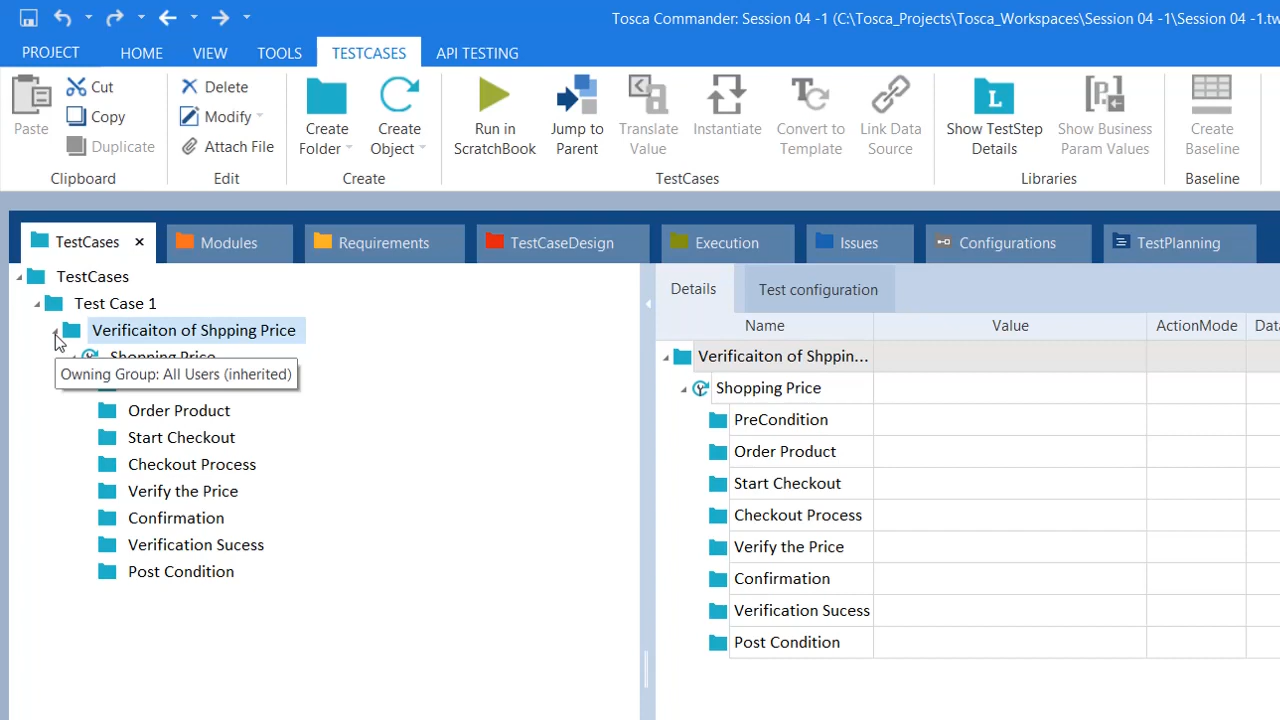 Tosca Commander: Session 04 -1 (C:\Tosca_Projects\Tosca_Workspaces\Session 04 -1\Session 04 -1.tw
PROJECT HOME VIEW TOOLS TESTCASES API TESTING
Paste
Cut
Copy
Duplicate
Clipboard
Delete
Modify
Attach File
Edit
Create Folder
Create Object
Create
Run in ScratchBook
Jump to Parent
Translate Value
Instantiate
Convert to Template
Link Data Source
TestCases
L
Show TestStep Details
Show Business Param Values
Libraries
Create Baseline
Baseline
TestCases × Modules Requirements TestCaseDesign Execution Issues Configurations TestPlanning
TestCases
Test Case 1
Verificaiton of Shpping Price
Shopping Price
Owning Group: All Users (inherited)
Order Product
Start Checkout
Checkout Process
Verify the Price
Confirmation
Verification Sucess
Post Condition
Details Test configuration
Name Value ActionMode Data
Verificaiton of Shppin...
Shopping Price
PreCondition
Order Product
Start Checkout
Checkout Process
Verify the Price
Confirmation
Verification Sucess
Post Condition